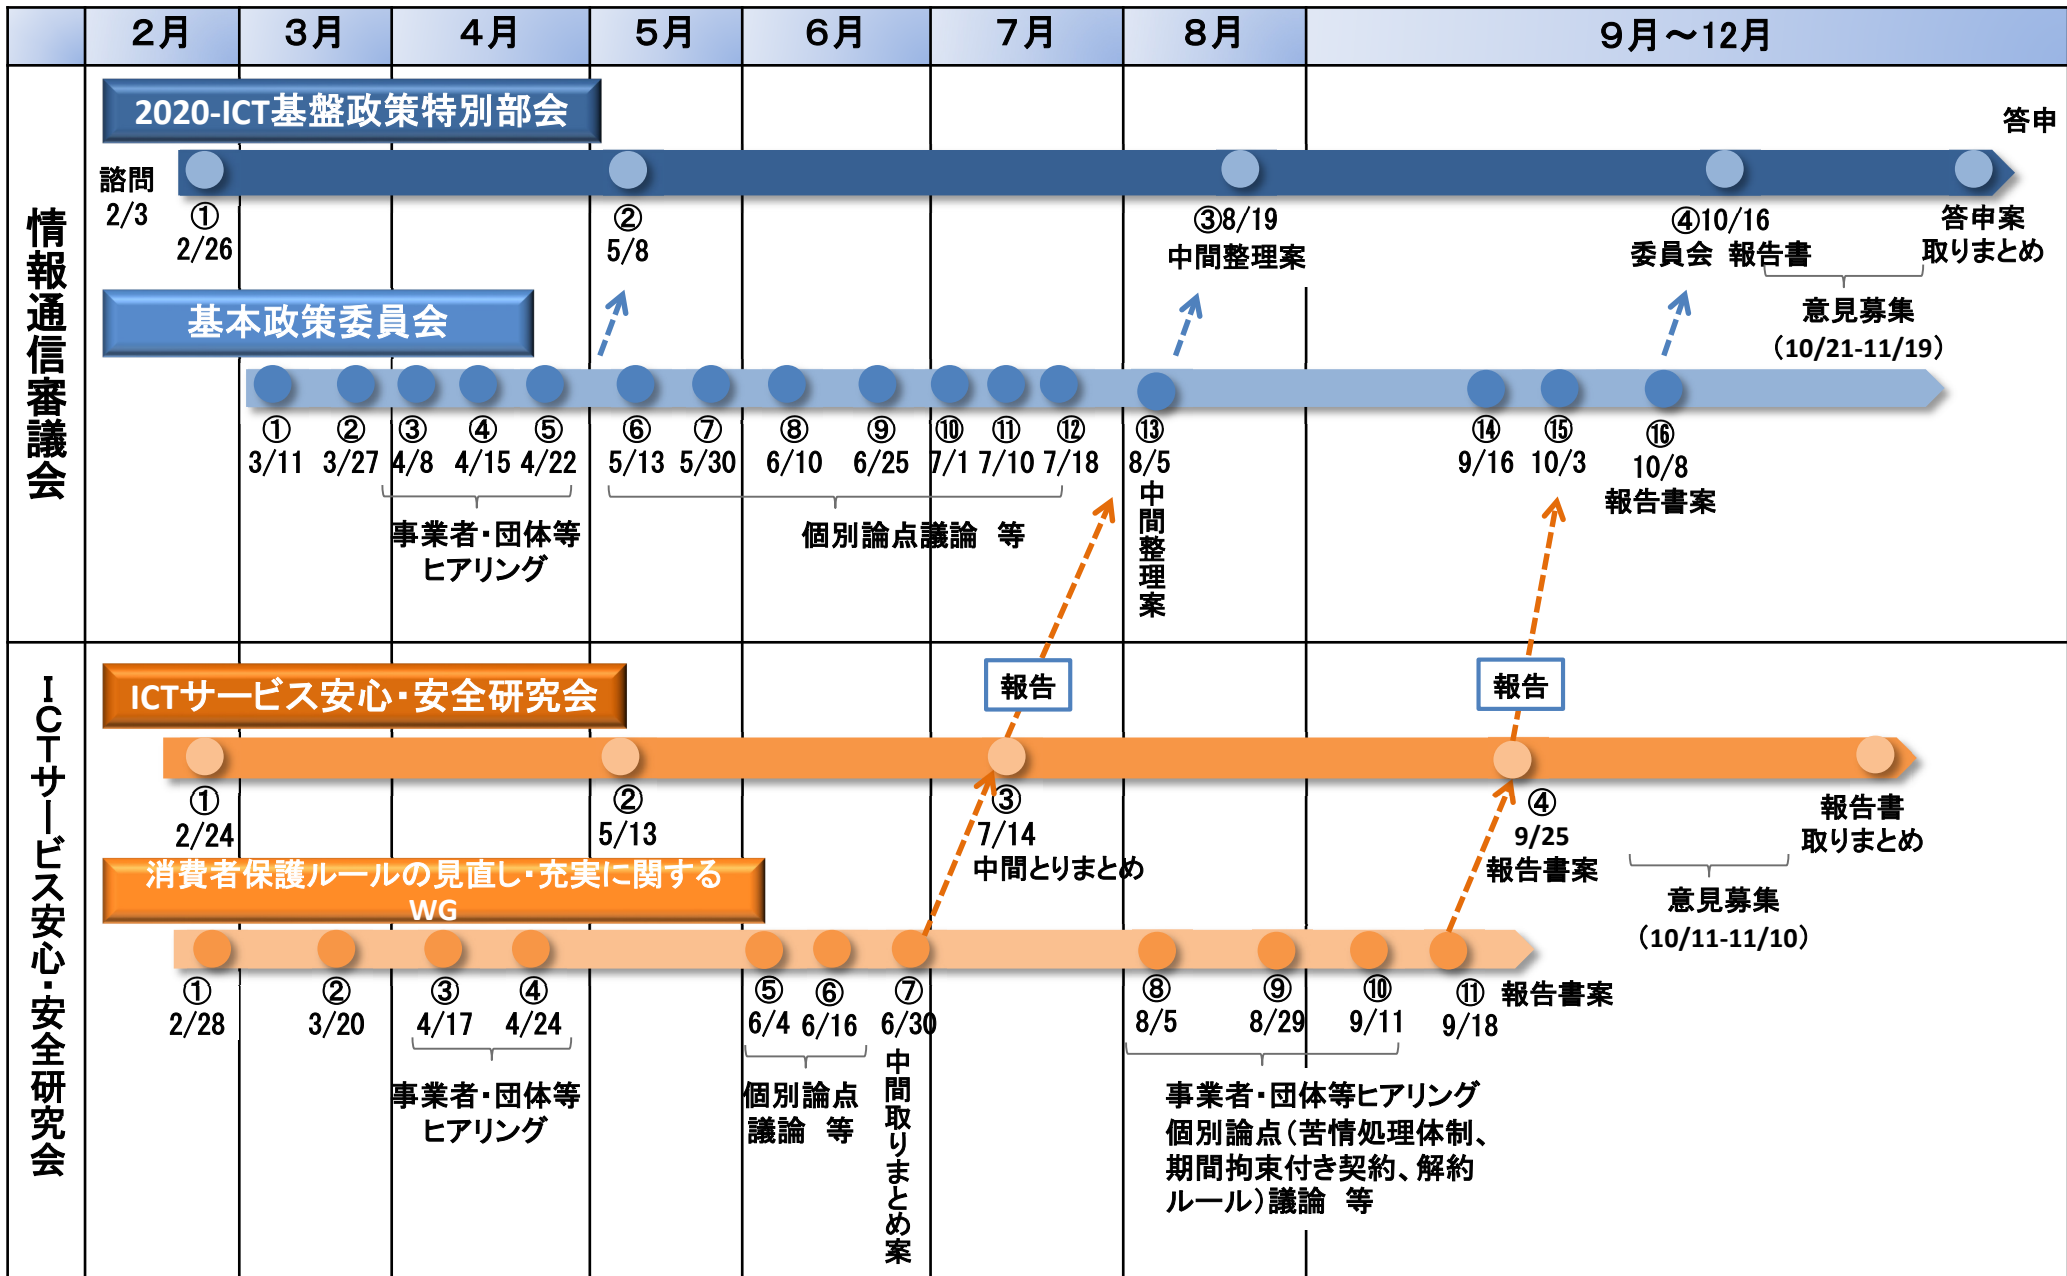 2月 3月 4月 5月 6月 7月 8月 9月～12月
情報通信審議会
2020-ICT基盤政策特別部会
答申
諮問
2/3
①
2/26
②
5/8
③8/19
中間整理案
④10/16
委員会 報告書
答申案
取りまとめ
意見募集
（10/21-11/19）
基本政策委員会
① ② ③ ④ ⑤ ⑥ ⑦ ⑧ ⑨ ⑩ ⑪ ⑫ ⑬ ⑭ ⑮ ⑯
3/11 3/27 4/8 4/15 4/22 5/13 5/30 6/10 6/25 7/1 7/10 7/18 8/5 9/16 10/3 10/8
中間整理案
報告書案
事業者・団体等
ヒアリング
個別論点議論 等
ICTサービス安心・安全研究会
ICTサービス安心・安全研究会
報告
報告
①
2/24
②
5/13
③
7/14
中間とりまとめ
④
9/25
報告書案
報告書
取りまとめ
意見募集
（10/11-11/10）
消費者保護ルールの見直し・充実に関する
WG
① ② ③ ④ ⑤ ⑥ ⑦ ⑧ ⑨ ⑩ ⑪ 報告書案
2/28 3/20 4/17 4/24 6/4 6/16 6/30 8/5 8/29 9/11 9/18
事業者・団体等
ヒアリング
個別論点
議論 等
中間取りまとめ案
事業者・団体等ヒアリング
個別論点（苦情処理体制、
期間拘束付き契約、解約
ルール）議論 等